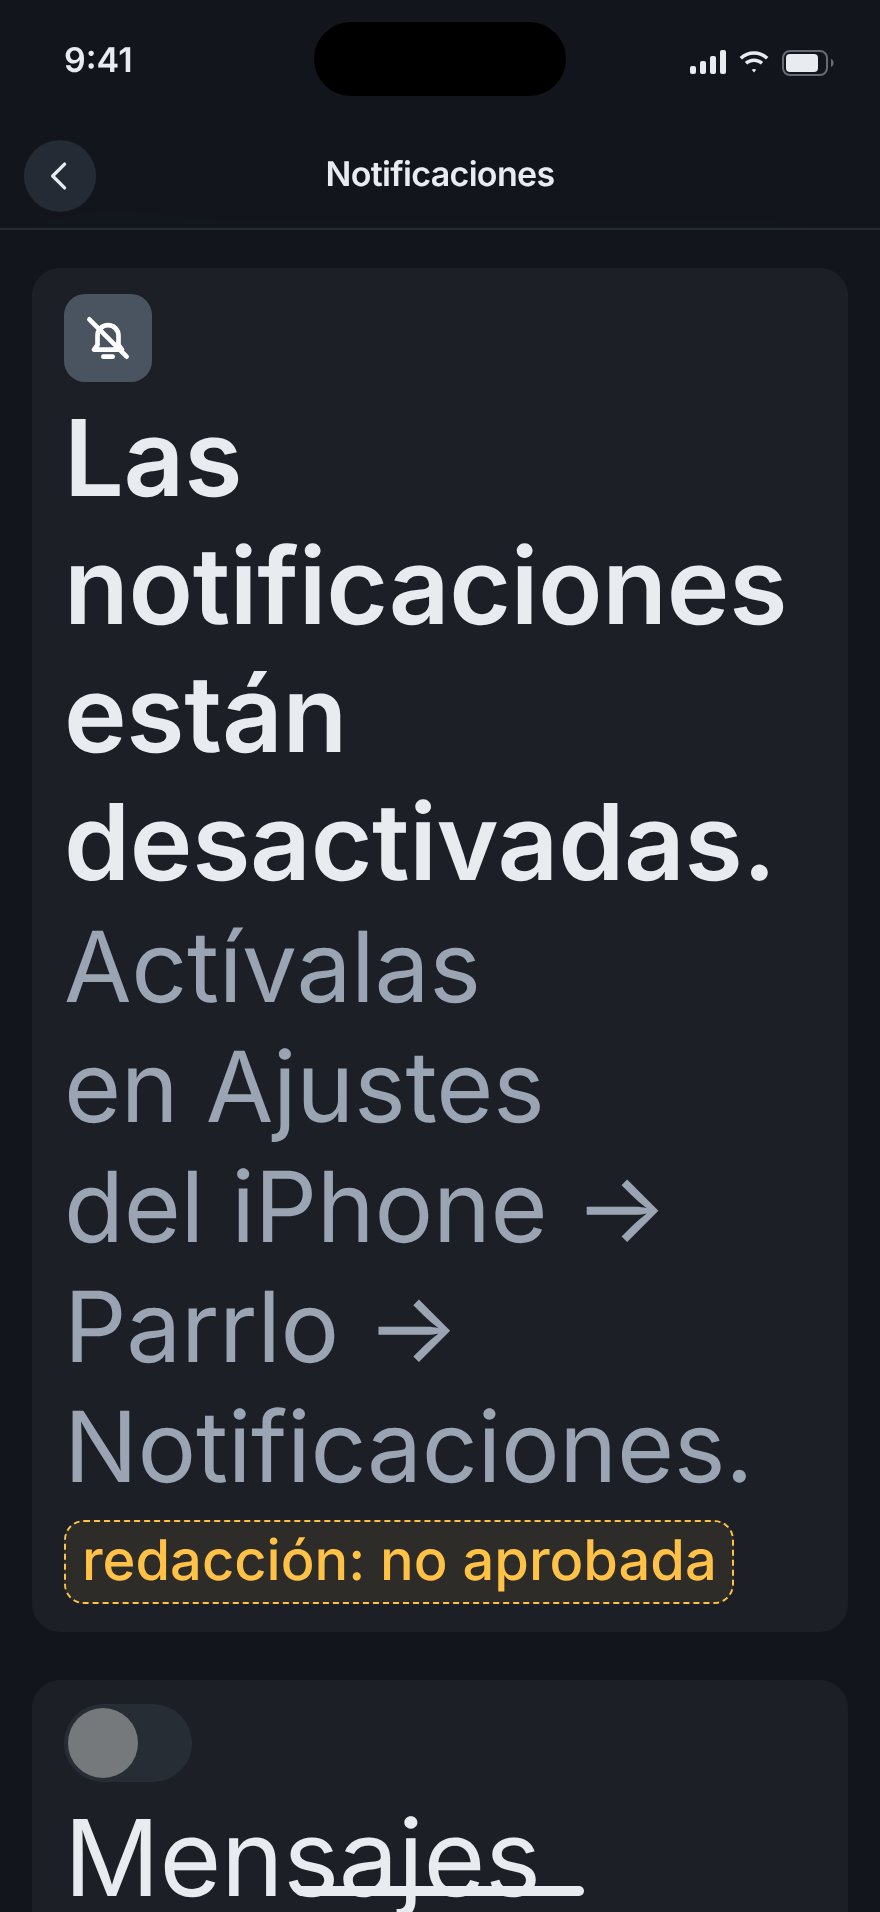 9:41
Notificaciones
Las
notificaciones
están
desactivadas.
Actívalas
en Ajustes
del iPhone →
Parrlo →
Notificaciones.
redacción: no aprobada
Mensajes